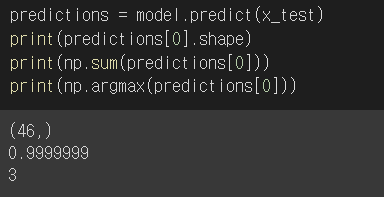 predictions = model.predict(x_test)
print(predictions[0].shape)
print(np.sum(predictions[0]))
print(np.argmax(predictions[0]))
(46,)
0.9999999
3